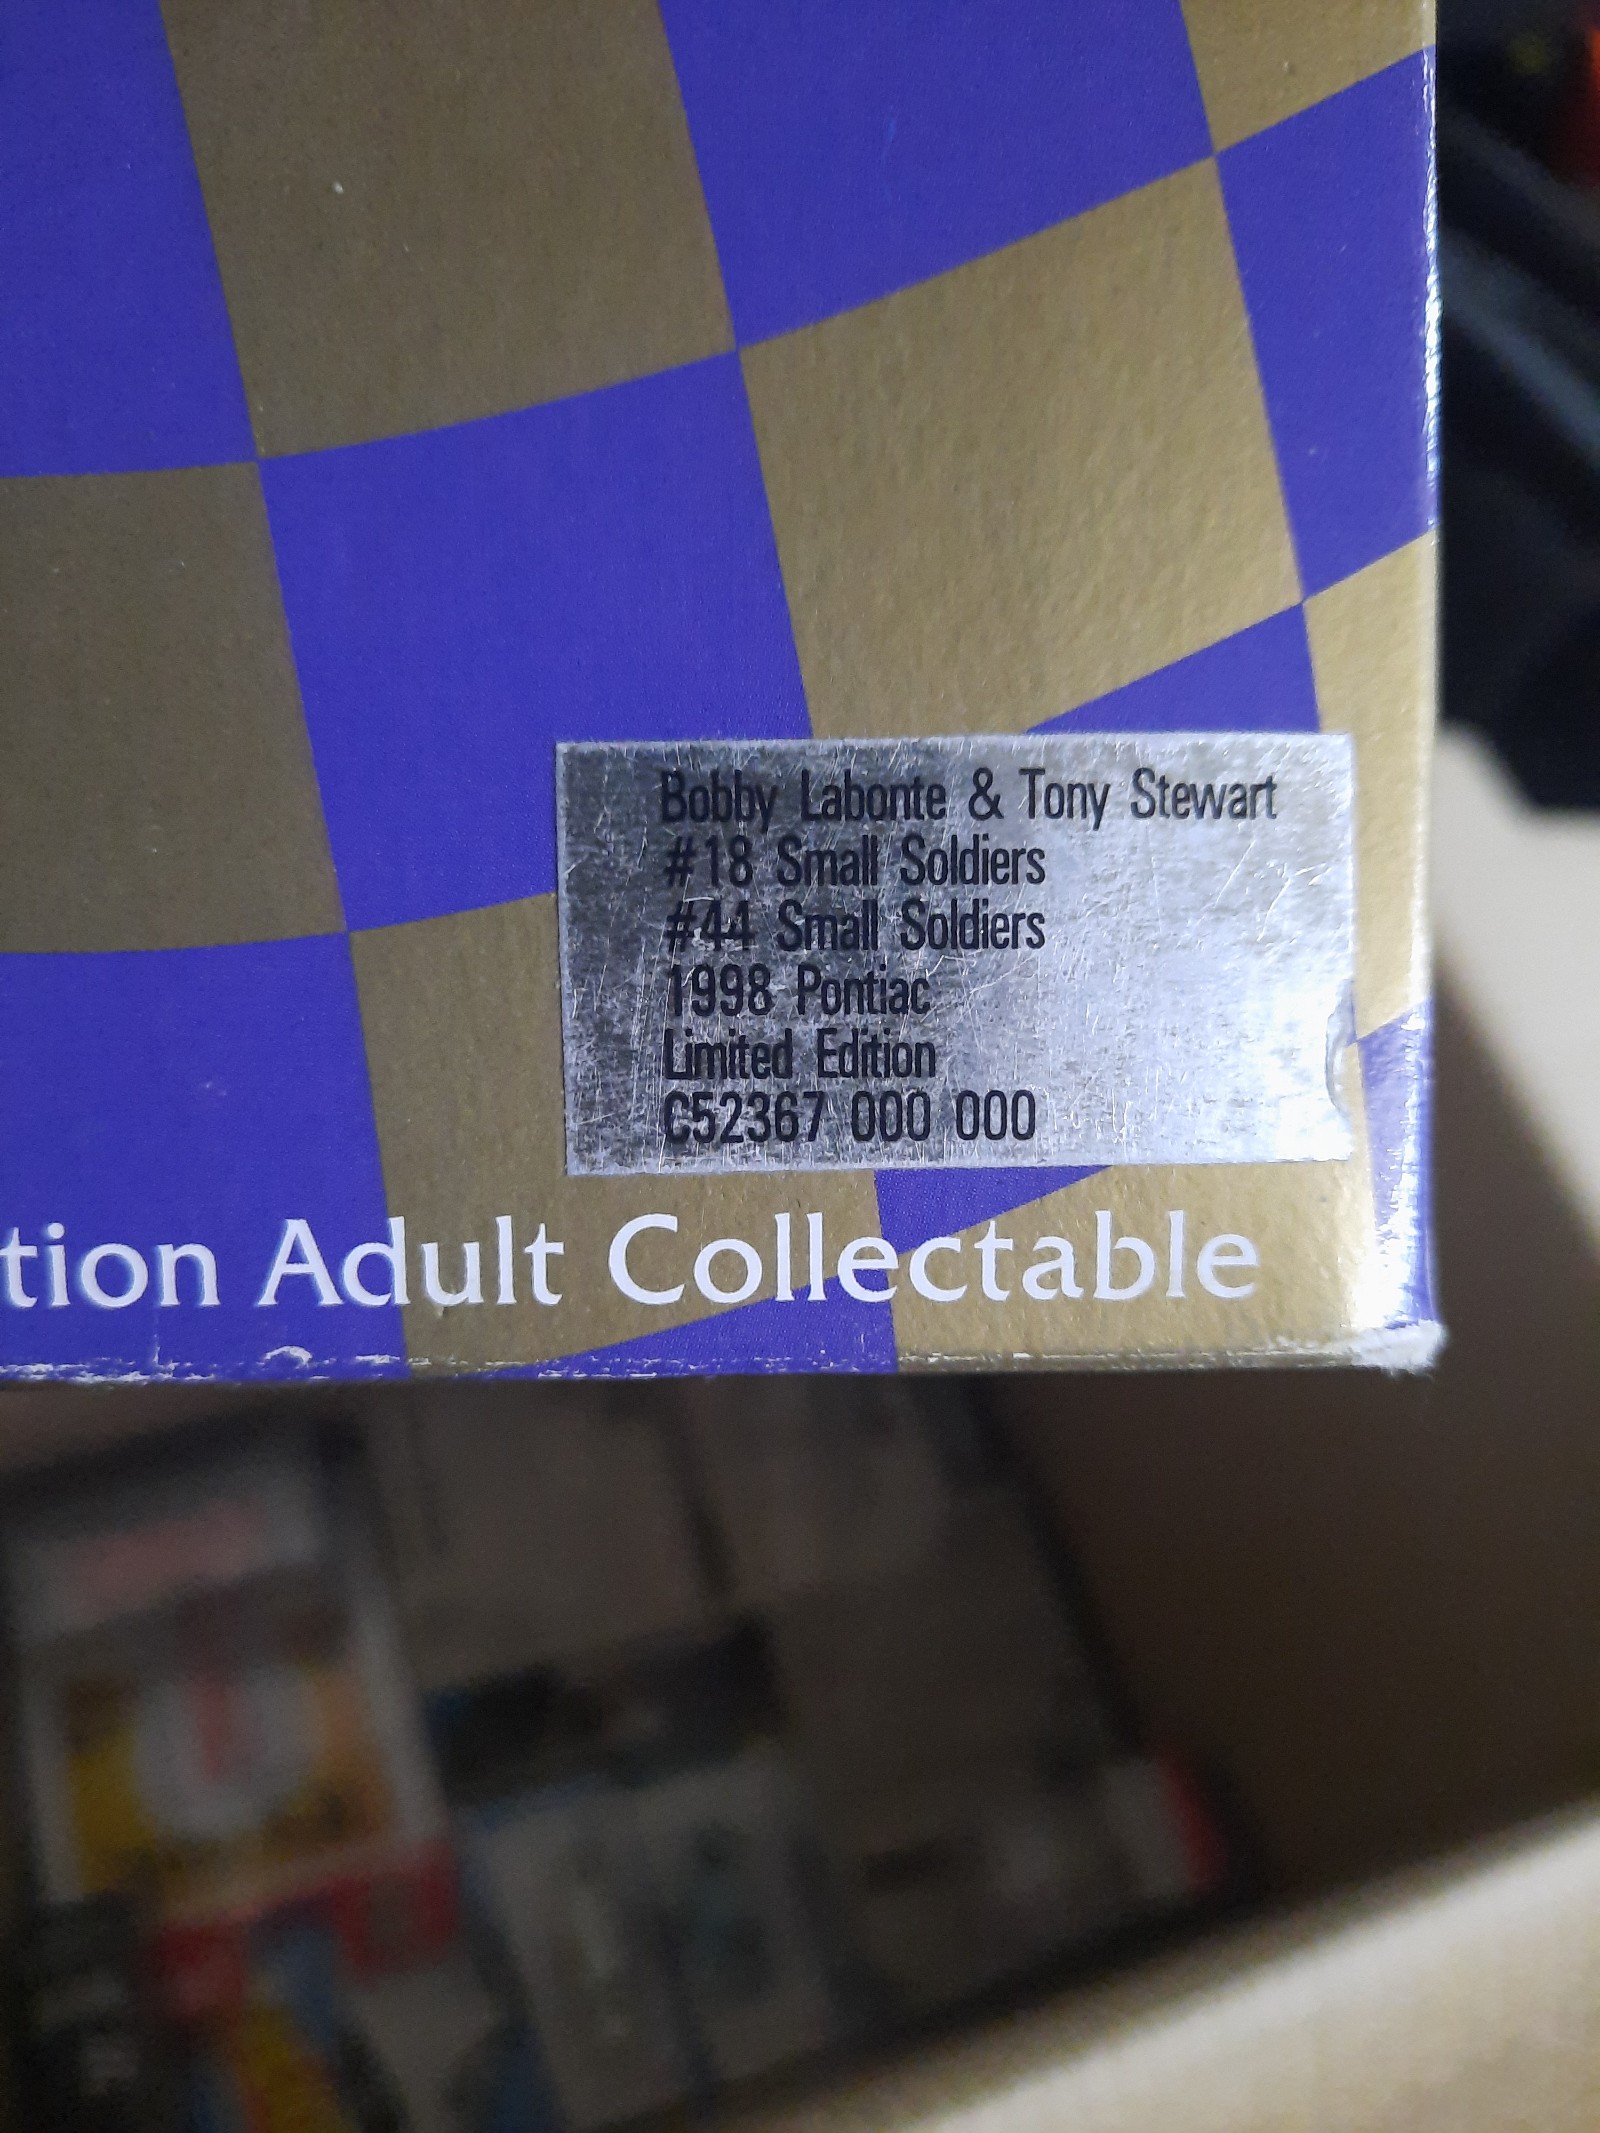 Bobby Labonte & Tony Stewart
#18 Small Soldiers
#44 Small Soldiers
1998 Pontiac
Limited Edition
C52367 000 000
tion Adult Collectable